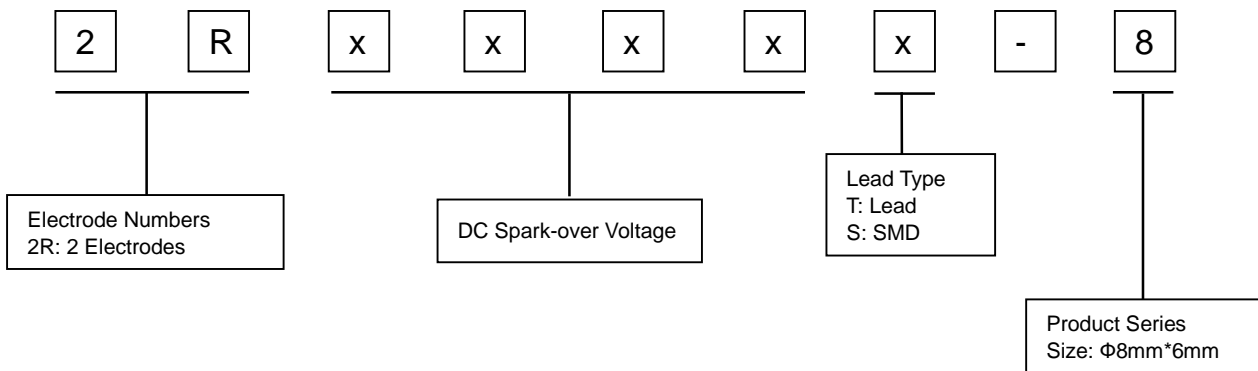 2 R x x x x x - 8
Electrode Numbers
2R: 2 Electrodes
DC Spark-over Voltage
Lead Type
T: Lead
S: SMD
Product Series
Size: Φ8mm*6mm